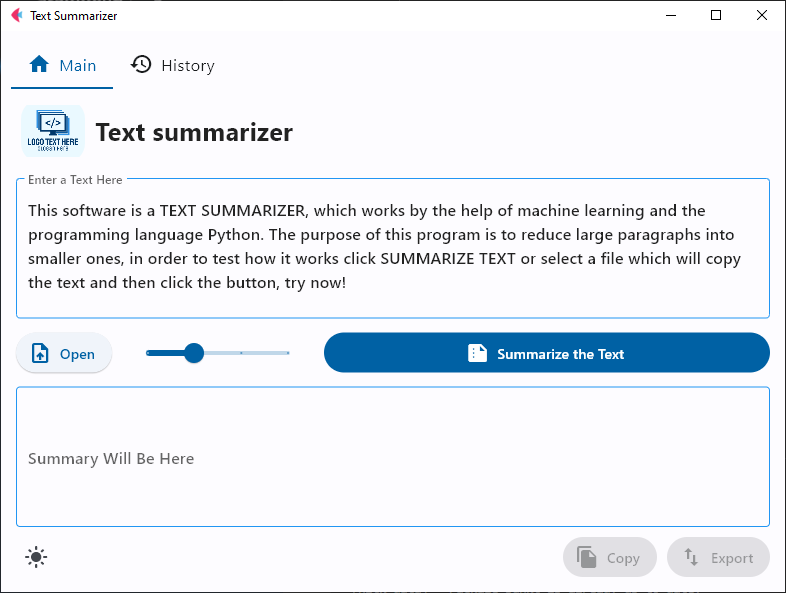 Text Summarizer
Main
History
</>
LOGO TEXT HERE
SLOGAN HERE
Text summarizer
Enter a Text Here
This software is a TEXT SUMMARIZER, which works by the help of machine learning and the
programming language Python. The purpose of this program is to reduce large paragraphs into
smaller ones, in order to test how it works click SUMMARIZE TEXT or select a file which will copy
the text and then click the button, try now!
Open
Summarize the Text
Summary Will Be Here
Copy
Export